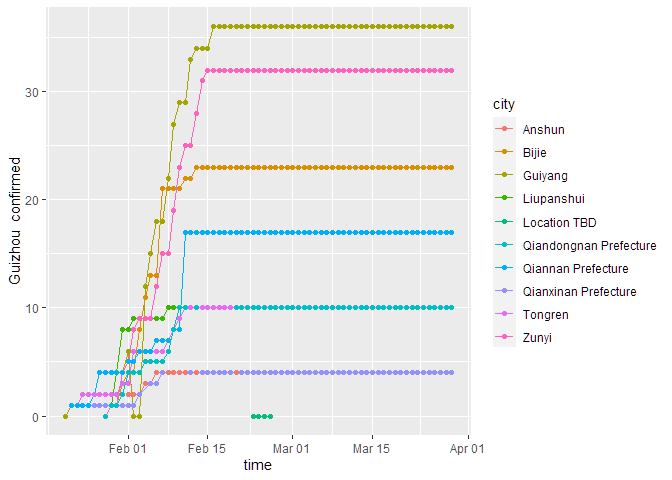 Guizhou confirmed
30
20
10
0
Feb 01
Feb 15
Mar 01
Mar 15
Apr 01
time
city
Anshun
Bijie
Guiyang
Liupanshui
Location TBD
Qiandongnan Prefecture
Qiannan Prefecture
Qianxinan Prefecture
Tongren
Zunyi